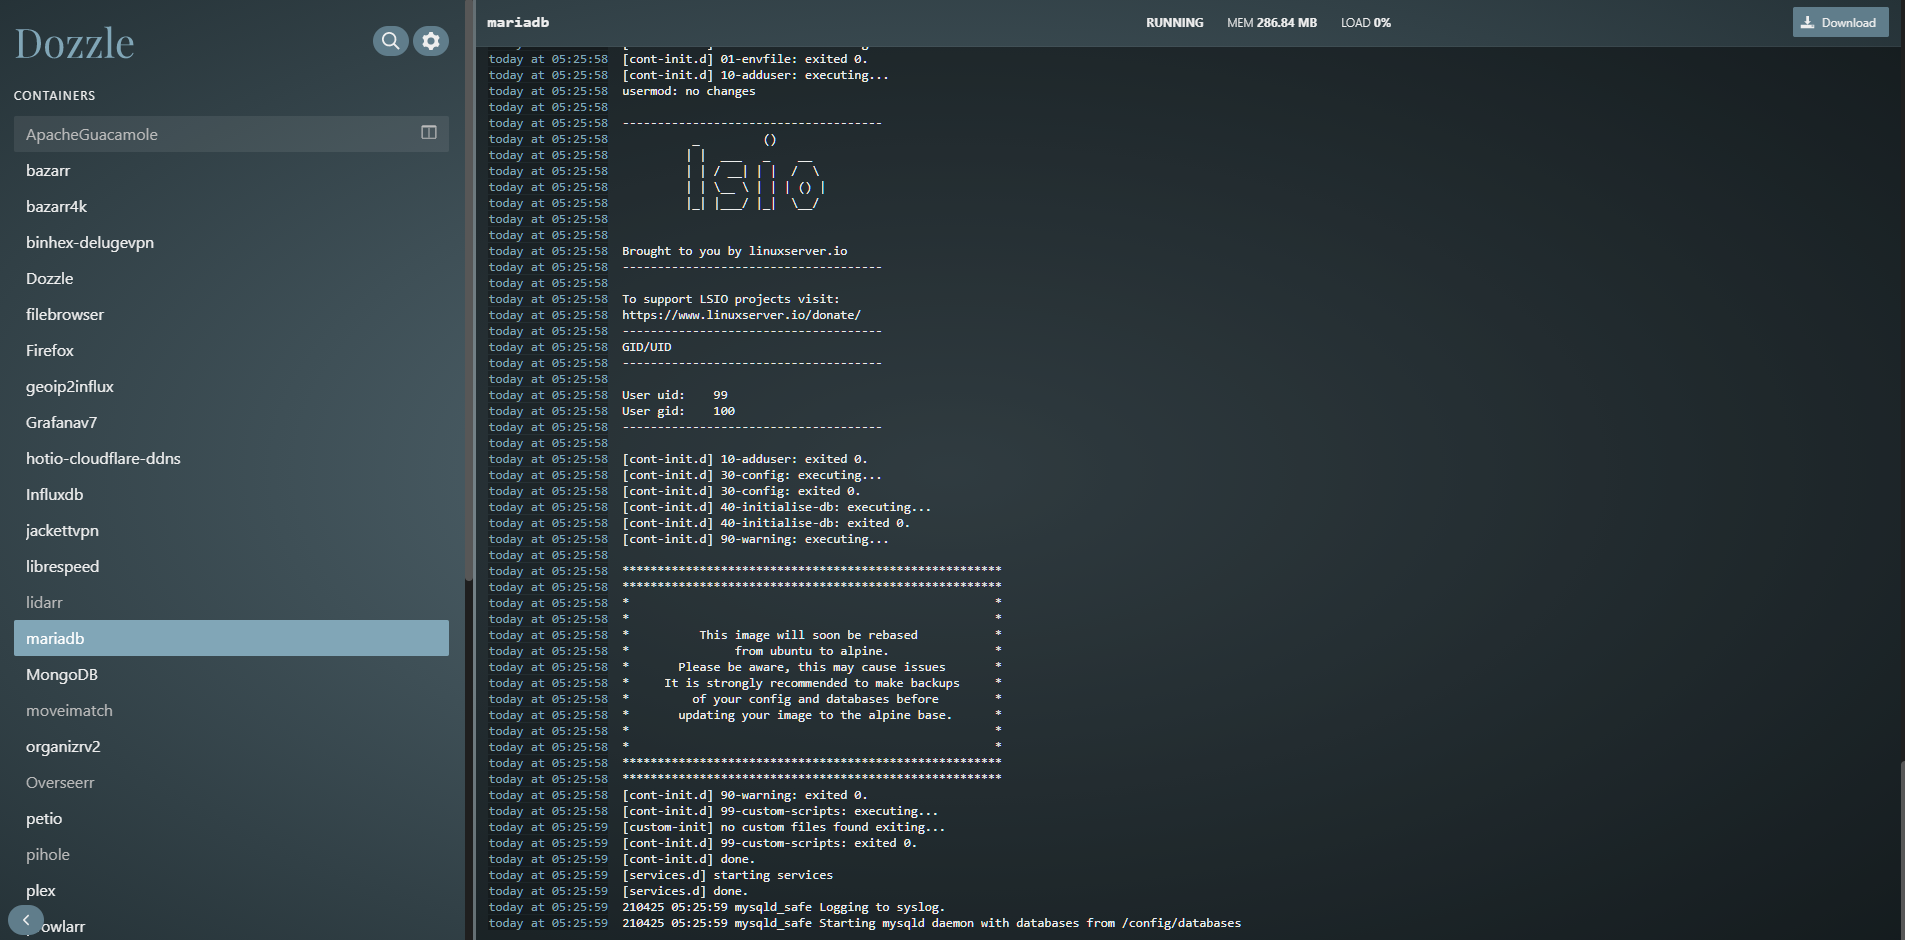 Dozzle
CONTAINERS
ApacheGuacamole
bazarr
bazarr4k
binhex-delugevpn
Dozzle
filebrowser
Firefox
geoip2influx
Grafanav7
hotio-cloudflare-ddns
Influxdb
jackettvpn
librespeed
lidarr
mariadb
MongoDB
moveimatch
organizrv2
Overseerr
petio
pihole
plex
mariadb
RUNNING MEM 286.84 MB LOAD 0%
Download
today at 05:25:58 [cont-init.d] 01-envfile: exited 0.
today at 05:25:58 [cont-init.d] 10-adduser: executing...
today at 05:25:58 usermod: no changes
today at 05:25:58
today at 05:25:58 -------------------------------------
today at 05:25:58           _         ()
today at 05:25:58          | |  ___   _    __
today at 05:25:58          | | / __| | |  /  \
today at 05:25:58          | | \__ \ | | | () |
today at 05:25:58          |_| |___/ |_|  \__/
today at 05:25:58
today at 05:25:58
today at 05:25:58 Brought to you by linuxserver.io
today at 05:25:58 -------------------------------------
today at 05:25:58
today at 05:25:58 To support LSIO projects visit:
today at 05:25:58 https://www.linuxserver.io/donate/
today at 05:25:58 -------------------------------------
today at 05:25:58 GID/UID
today at 05:25:58 -------------------------------------
today at 05:25:58
today at 05:25:58 User uid:    99
today at 05:25:58 User gid:    100
today at 05:25:58 -------------------------------------
today at 05:25:58
today at 05:25:58 [cont-init.d] 10-adduser: exited 0.
today at 05:25:58 [cont-init.d] 30-config: executing...
today at 05:25:58 [cont-init.d] 30-config: exited 0.
today at 05:25:58 [cont-init.d] 40-initialise-db: executing...
today at 05:25:58 [cont-init.d] 40-initialise-db: exited 0.
today at 05:25:58 [cont-init.d] 90-warning: executing...
today at 05:25:58
today at 05:25:58 ******************************************************
today at 05:25:58 ******************************************************
today at 05:25:58 *                                                    *
today at 05:25:58 *                                                    *
today at 05:25:58 *          This image will soon be rebased           *
today at 05:25:58 *               from ubuntu to alpine.               *
today at 05:25:58 *       Please be aware, this may cause issues       *
today at 05:25:58 *     It is strongly recommended to make backups     *
today at 05:25:58 *         of your config and databases before        *
today at 05:25:58 *       updating your image to the alpine base.      *
today at 05:25:58 *                                                    *
today at 05:25:58 *                                                    *
today at 05:25:58 ******************************************************
today at 05:25:58 ******************************************************
today at 05:25:58 [cont-init.d] 90-warning: exited 0.
today at 05:25:58 [cont-init.d] 99-custom-scripts: executing...
today at 05:25:59 [custom-init] no custom files found exiting...
today at 05:25:59 [cont-init.d] 99-custom-scripts: exited 0.
today at 05:25:59 [cont-init.d] done.
today at 05:25:59 [services.d] starting services
today at 05:25:59 [services.d] done.
today at 05:25:59 210425 05:25:59 mysqld_safe Logging to syslog.
today at 05:25:59 210425 05:25:59 mysqld_safe Starting mysqld daemon with databases from /config/databases